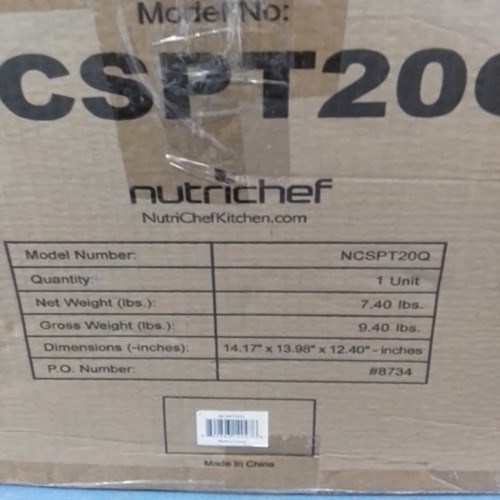 Model No:
CSPT20
nutrichef
NutriChefKitchen.com
Model Number: NCSPT20Q
Quantity: 1 Unit
Net Weight (lbs.): 7.40 lbs.
Gross Weight (lbs.): 9.40 lbs.
Dimensions (-inches): 14.17" x 13.98" x 12.40" - inches
P.O. Number: #8734
Made in China